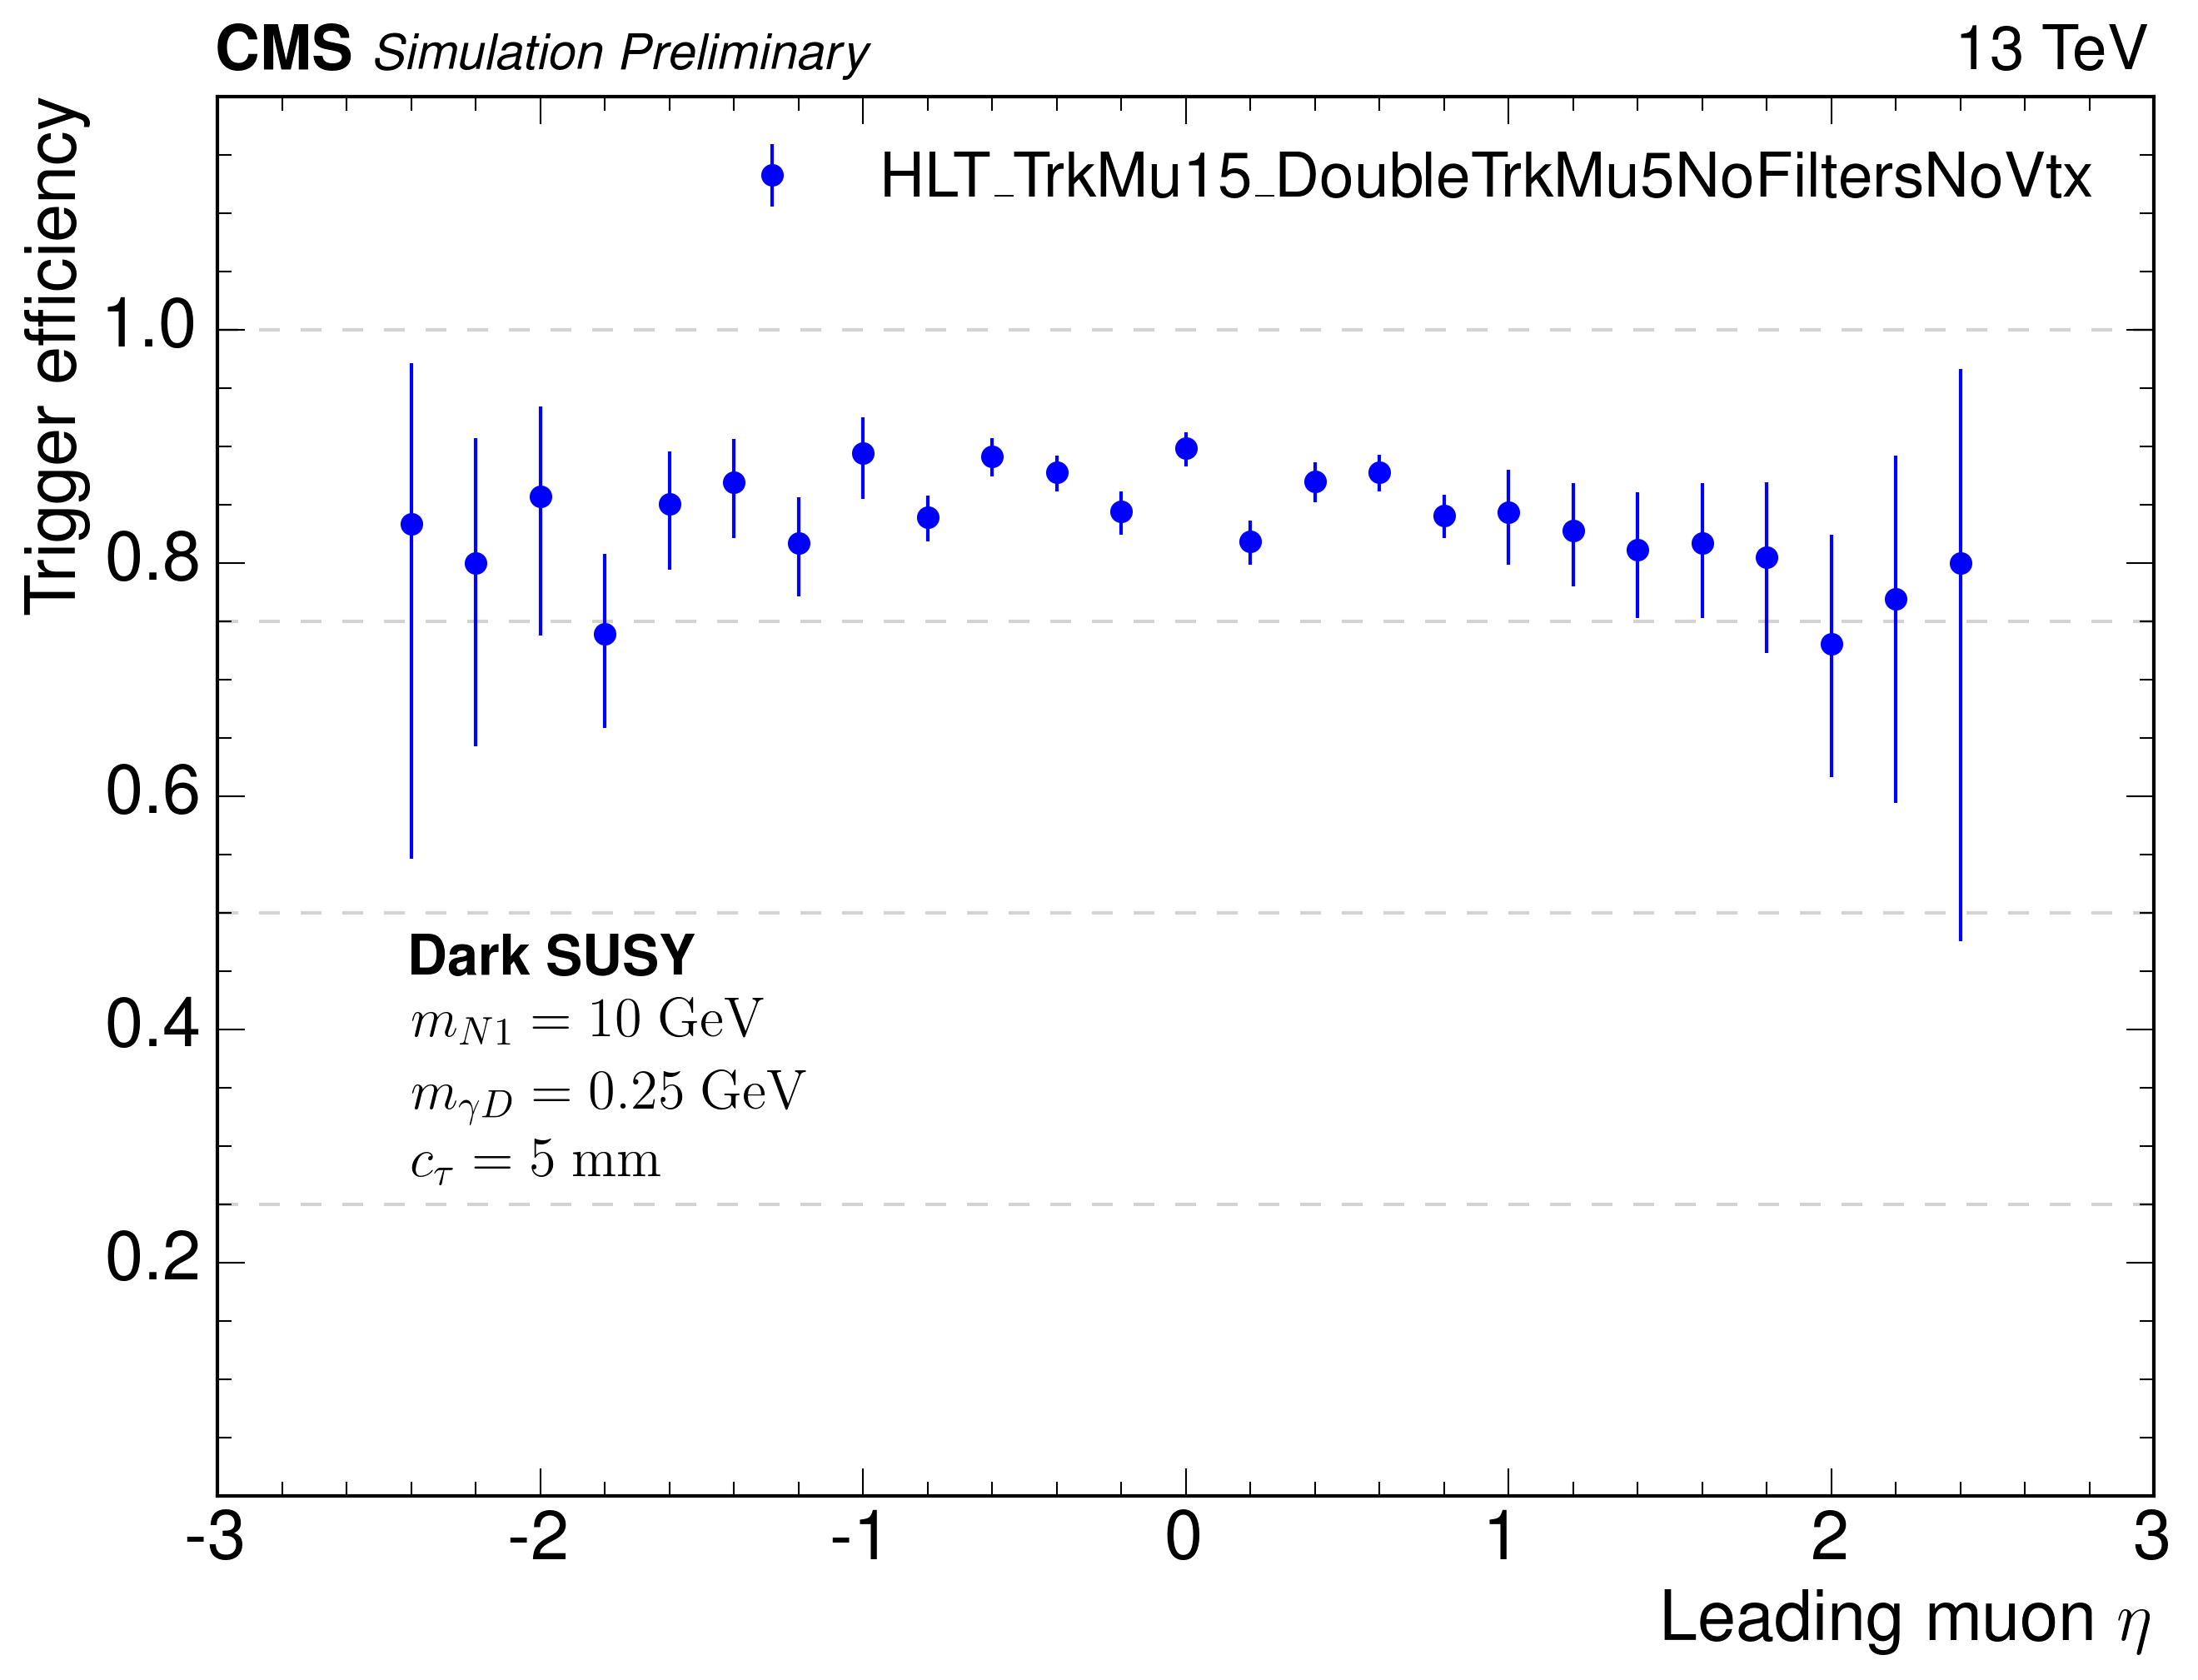 CMS Simulation Preliminary 13 TeV
HLT_TrkMu15_DoubleTrkMu5NoFiltersNoVtx
Trigger efficiency
1.0
0.8
0.6
0.4
0.2
Dark SUSY
m_{N1} = 10 GeV
m_{γD} = 0.25 GeV
c_τ = 5 mm
-3 -2 -1 0 1 2 3
Leading muon η